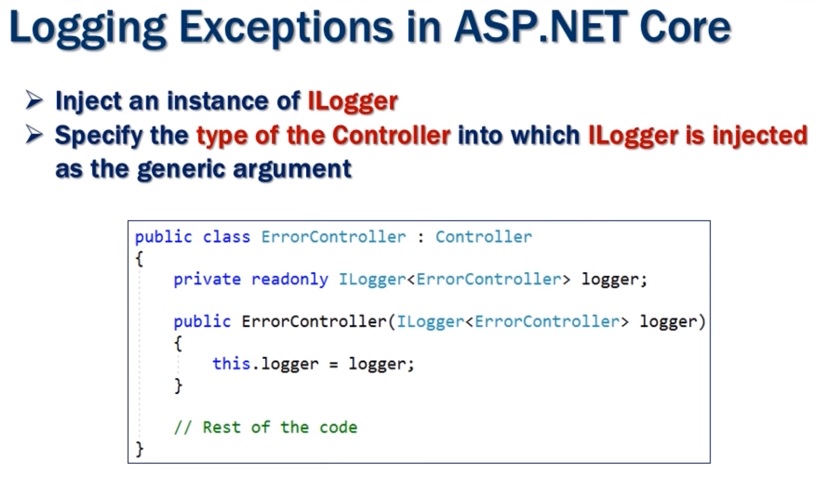 Logging Exceptions in ASP.NET Core
➢ Inject an instance of ILogger
➢ Specify the type of the Controller into which ILogger is injected
as the generic argument
public class ErrorController : Controller
{
    private readonly ILogger<ErrorController> logger;
    public ErrorController(ILogger<ErrorController> logger)
    {
        this.logger = logger;
    }
    // Rest of the code
}